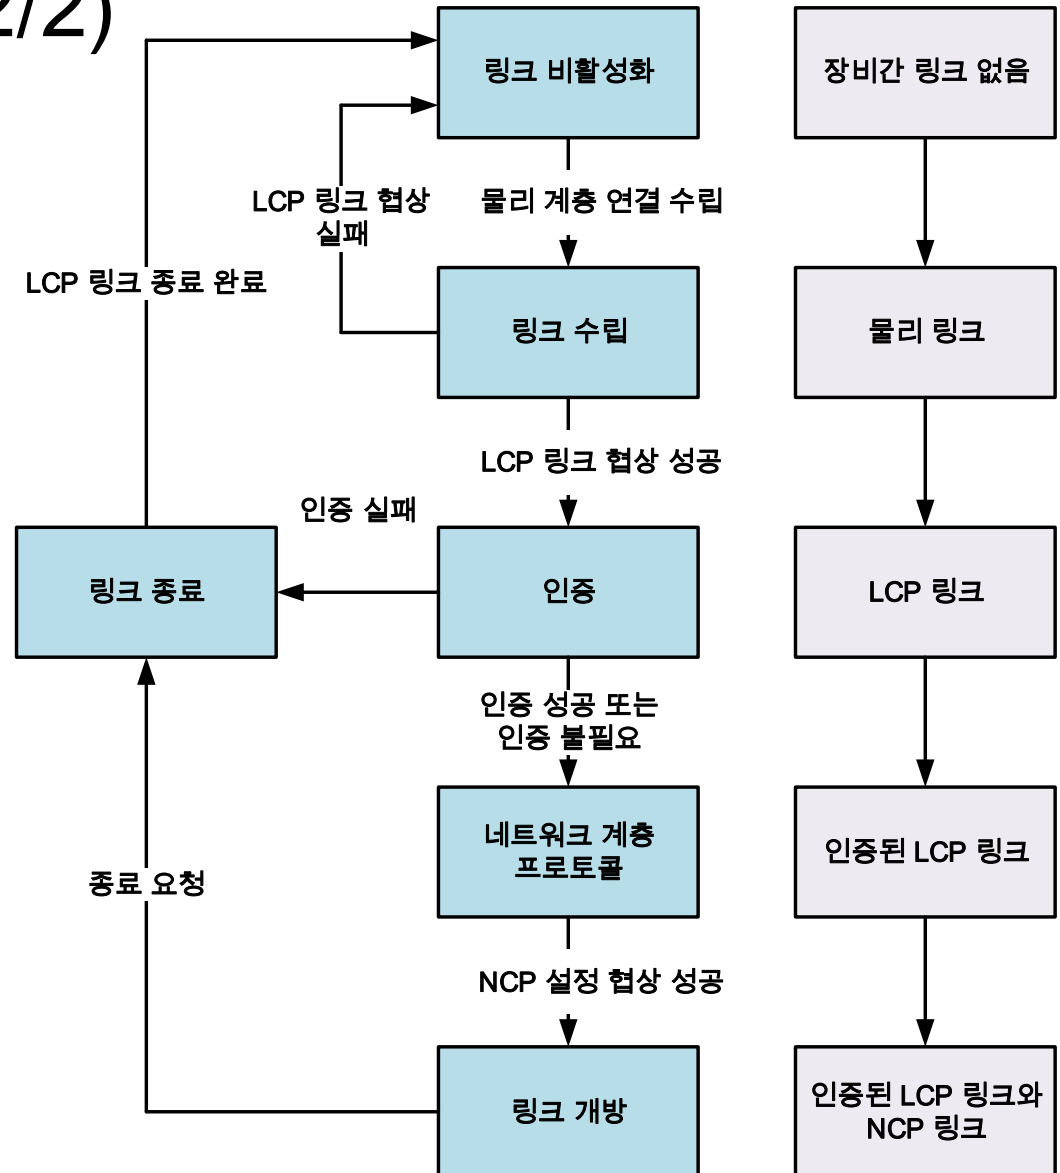 2/2)
링크 비활성화
장비간 링크 없음
LCP 링크 협상
실패
물리 계층 연결 수립
LCP 링크 종료 완료
링크 수립
물리 링크
LCP 링크 협상 성공
인증 실패
링크 종료
인증
LCP 링크
인증 성공 또는
인증 불필요
네트워크 계층
프로토콜
인증된 LCP 링크
종료 요청
NCP 설정 협상 성공
링크 개방
인증된 LCP 링크와
NCP 링크